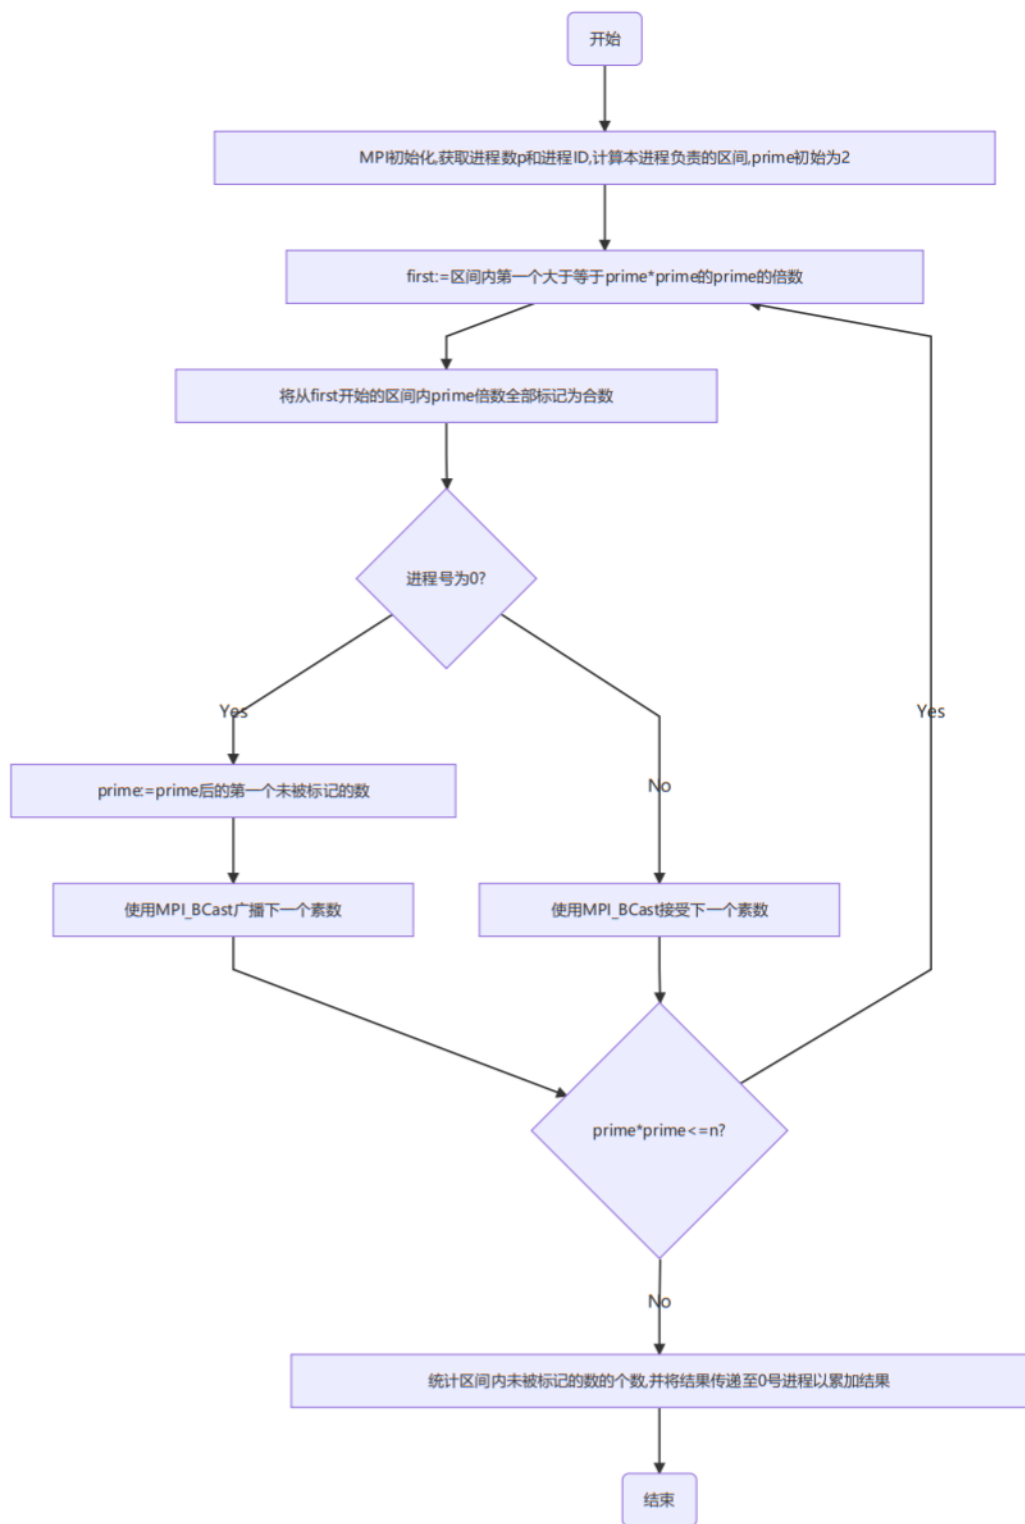 开始
MPI初始化,获取进程数p和进程ID,计算本进程负责的区间,prime初始为2
first:=区间内第一个大于等于prime*prime的prime的倍数
将从first开始的区间内prime倍数全部标记为合数
进程号为0?
Yes
Yes
prime:=prime后的第一个未被标记的数
No
使用MPI_BCast广播下一个素数
使用MPI_BCast接受下一个素数
prime*prime<=n?
No
统计区间内未被标记的数的个数,并将结果传递至0号进程以累加结果
结束